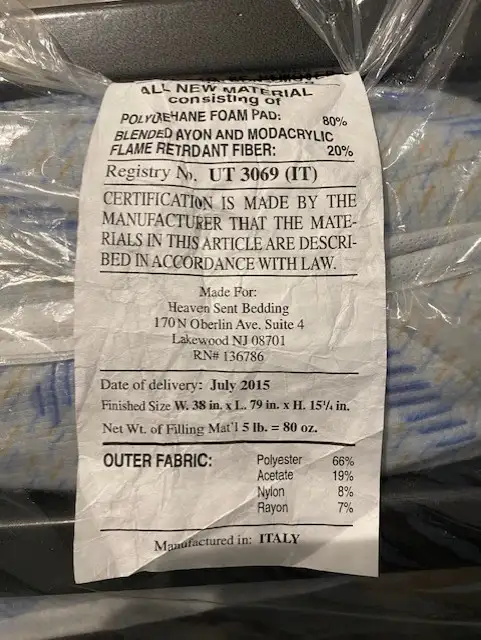 ALL NEW MATERIAL
consisting of
POLYURETHANE FOAM PAD: 80%
BLENDED RAYON AND MODACRYLIC
FLAME RETARDANT FIBER: 20%
Registry No. UT 3069 (IT)
CERTIFICATION IS MADE BY THE
MANUFACTURER THAT THE MATE-
RIALS IN THIS ARTICLE ARE DESCRI-
BED IN ACCORDANCE WITH LAW.
Made For:
Heaven Sent Bedding
170 N Oberlin Ave. Suite 4
Lakewood NJ 08701
RN# 136786
Date of delivery: July 2015
Finished Size W. 38 in. x L. 79 in. x H. 15¼ in.
Net Wt. of Filling Mat'l 5 lb. = 80 oz.
OUTER FABRIC: Polyester 66%
Acetate 19%
Nylon 8%
Rayon 7%
Manufactured in: ITALY